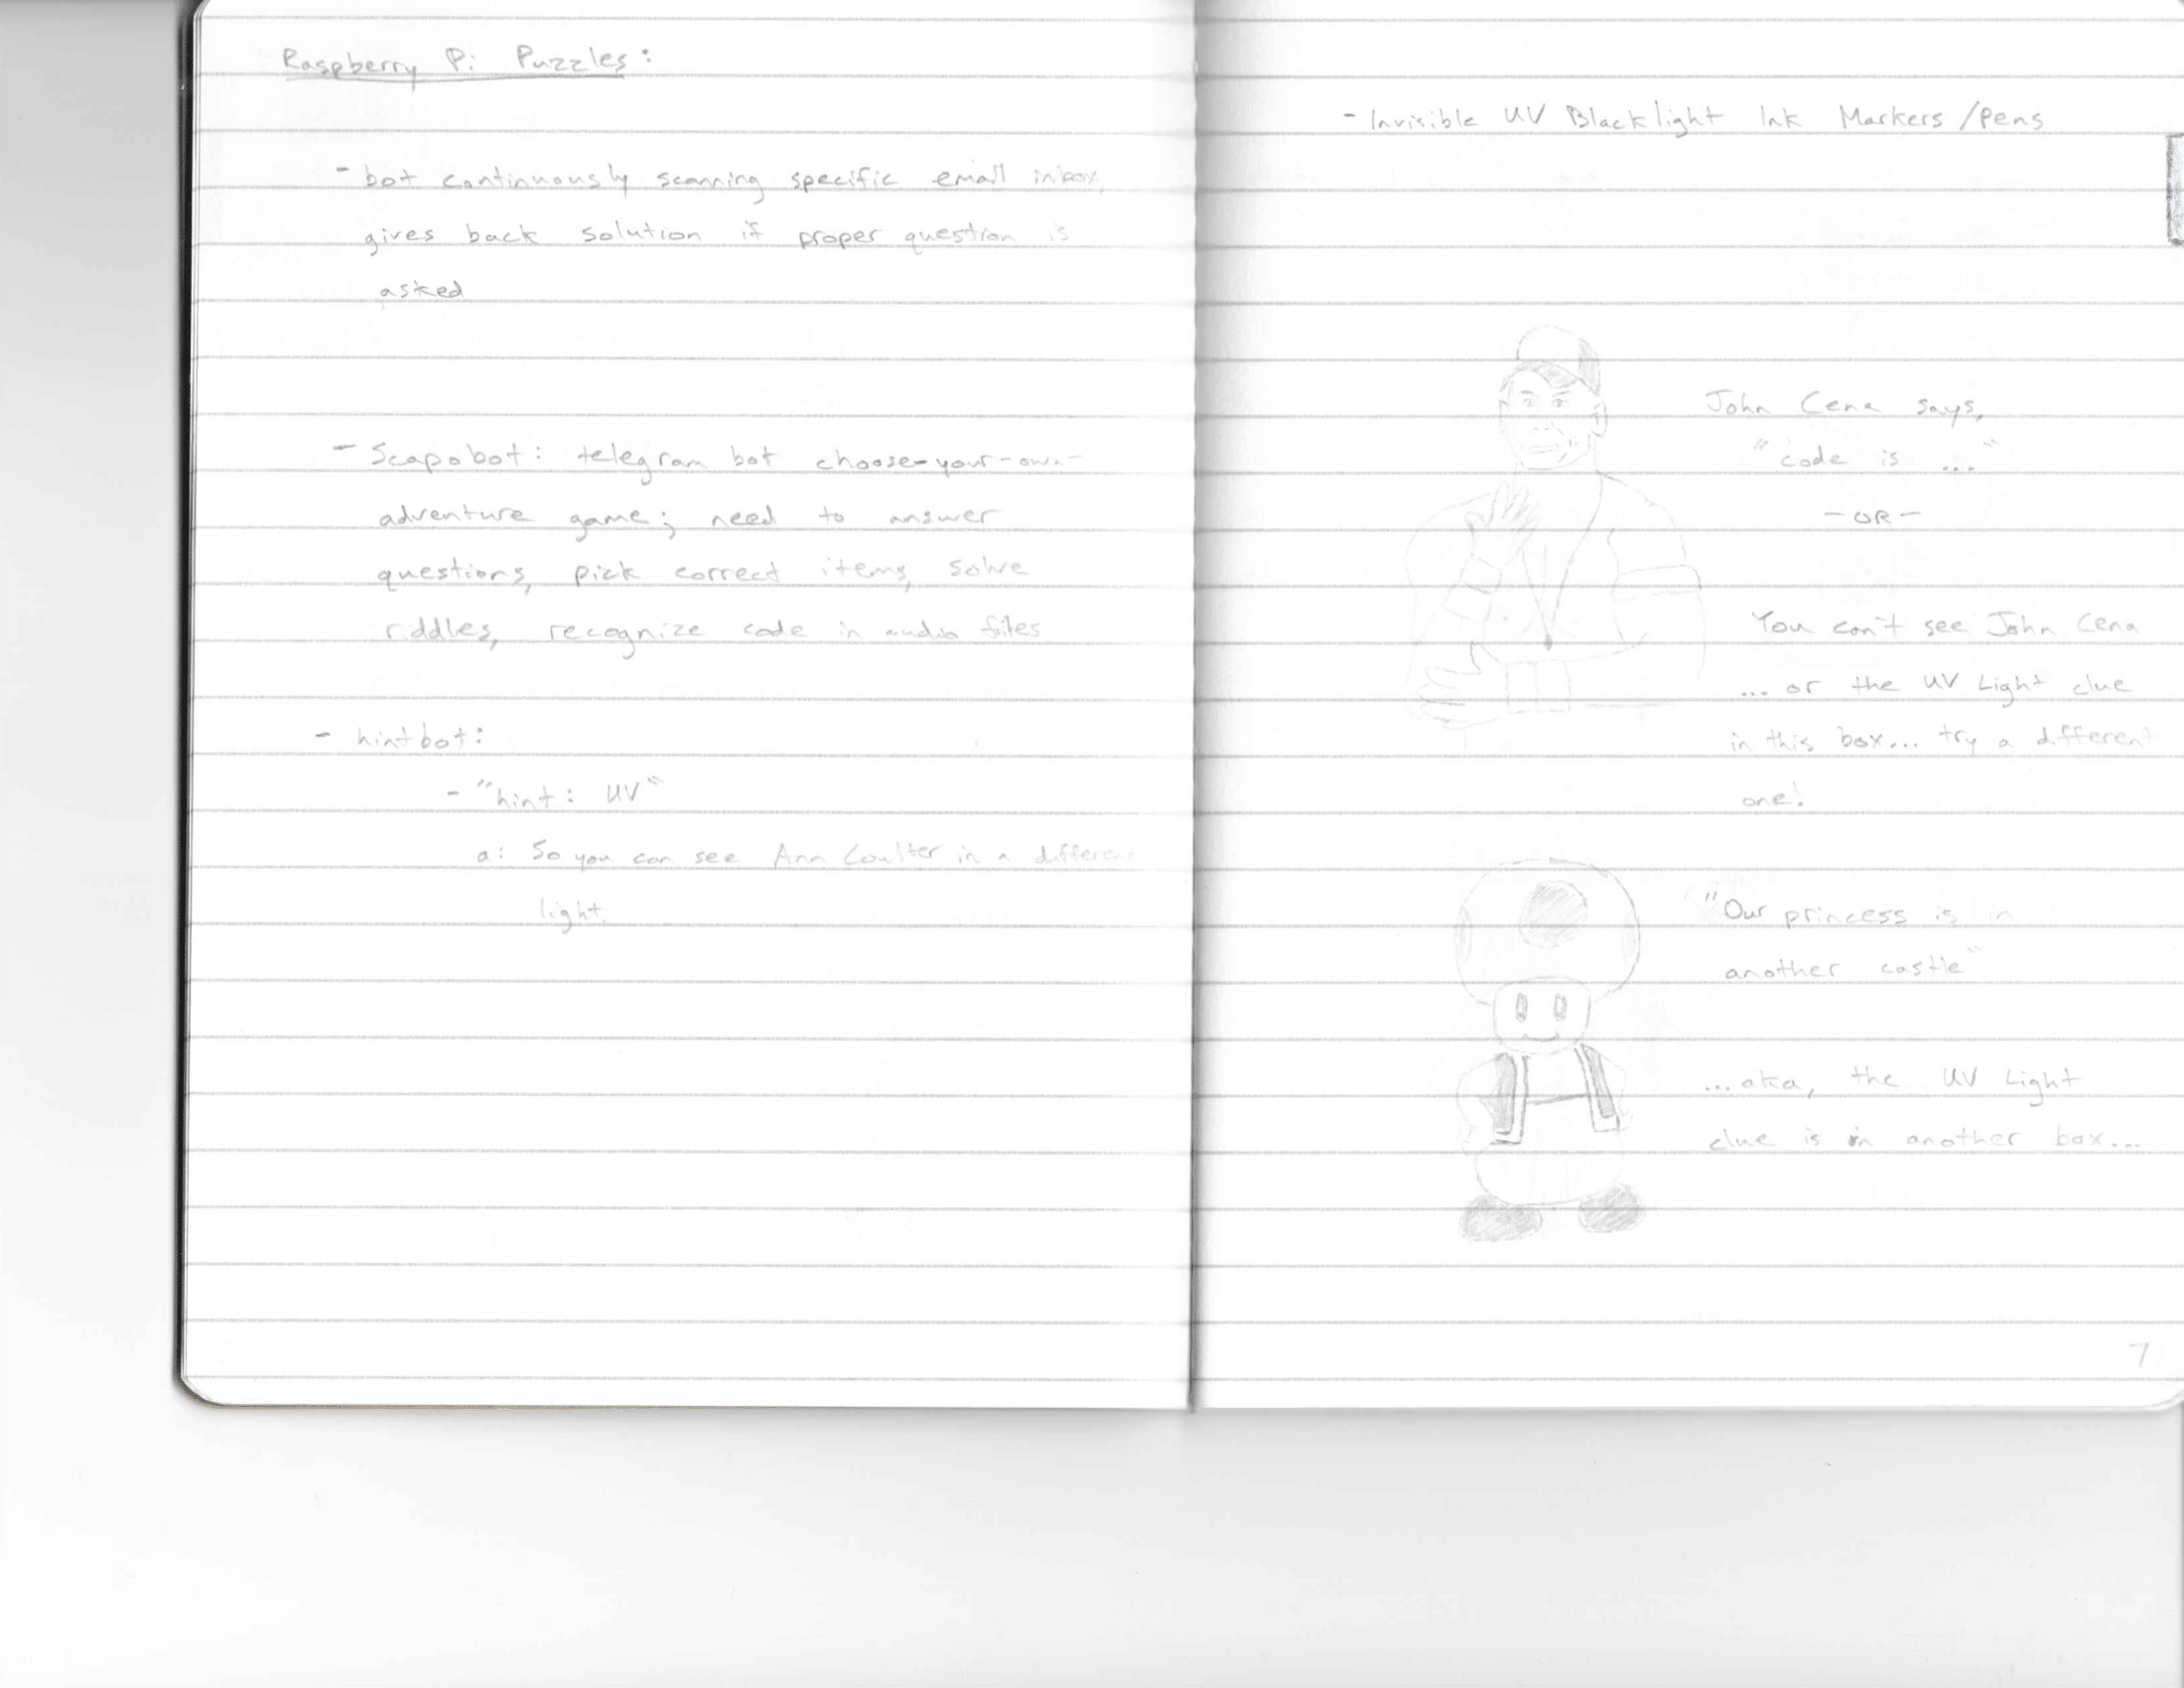 Raspberry Pi Puzzles:
- bot continuously scanning specific email inbox,
gives back solution if proper question is
asked
- Scapobot: telegram bot choose-your-own-
adventure game; need to answer
questions, pick correct items, solve
riddles, recognize code in audio files
- hintbot:
- "hint: UV"
a: So you can see Ann Coulter in a different
light.
- Invisible UV Blacklight Ink Markers/Pens
John Cena says,
"code is ..."
- OR -
You can't see John Cena
... or the UV Light clue
in this box... try a different
one!
"Our princess is in
another castle"
...aka, the UV Light
clue is in another box...
7